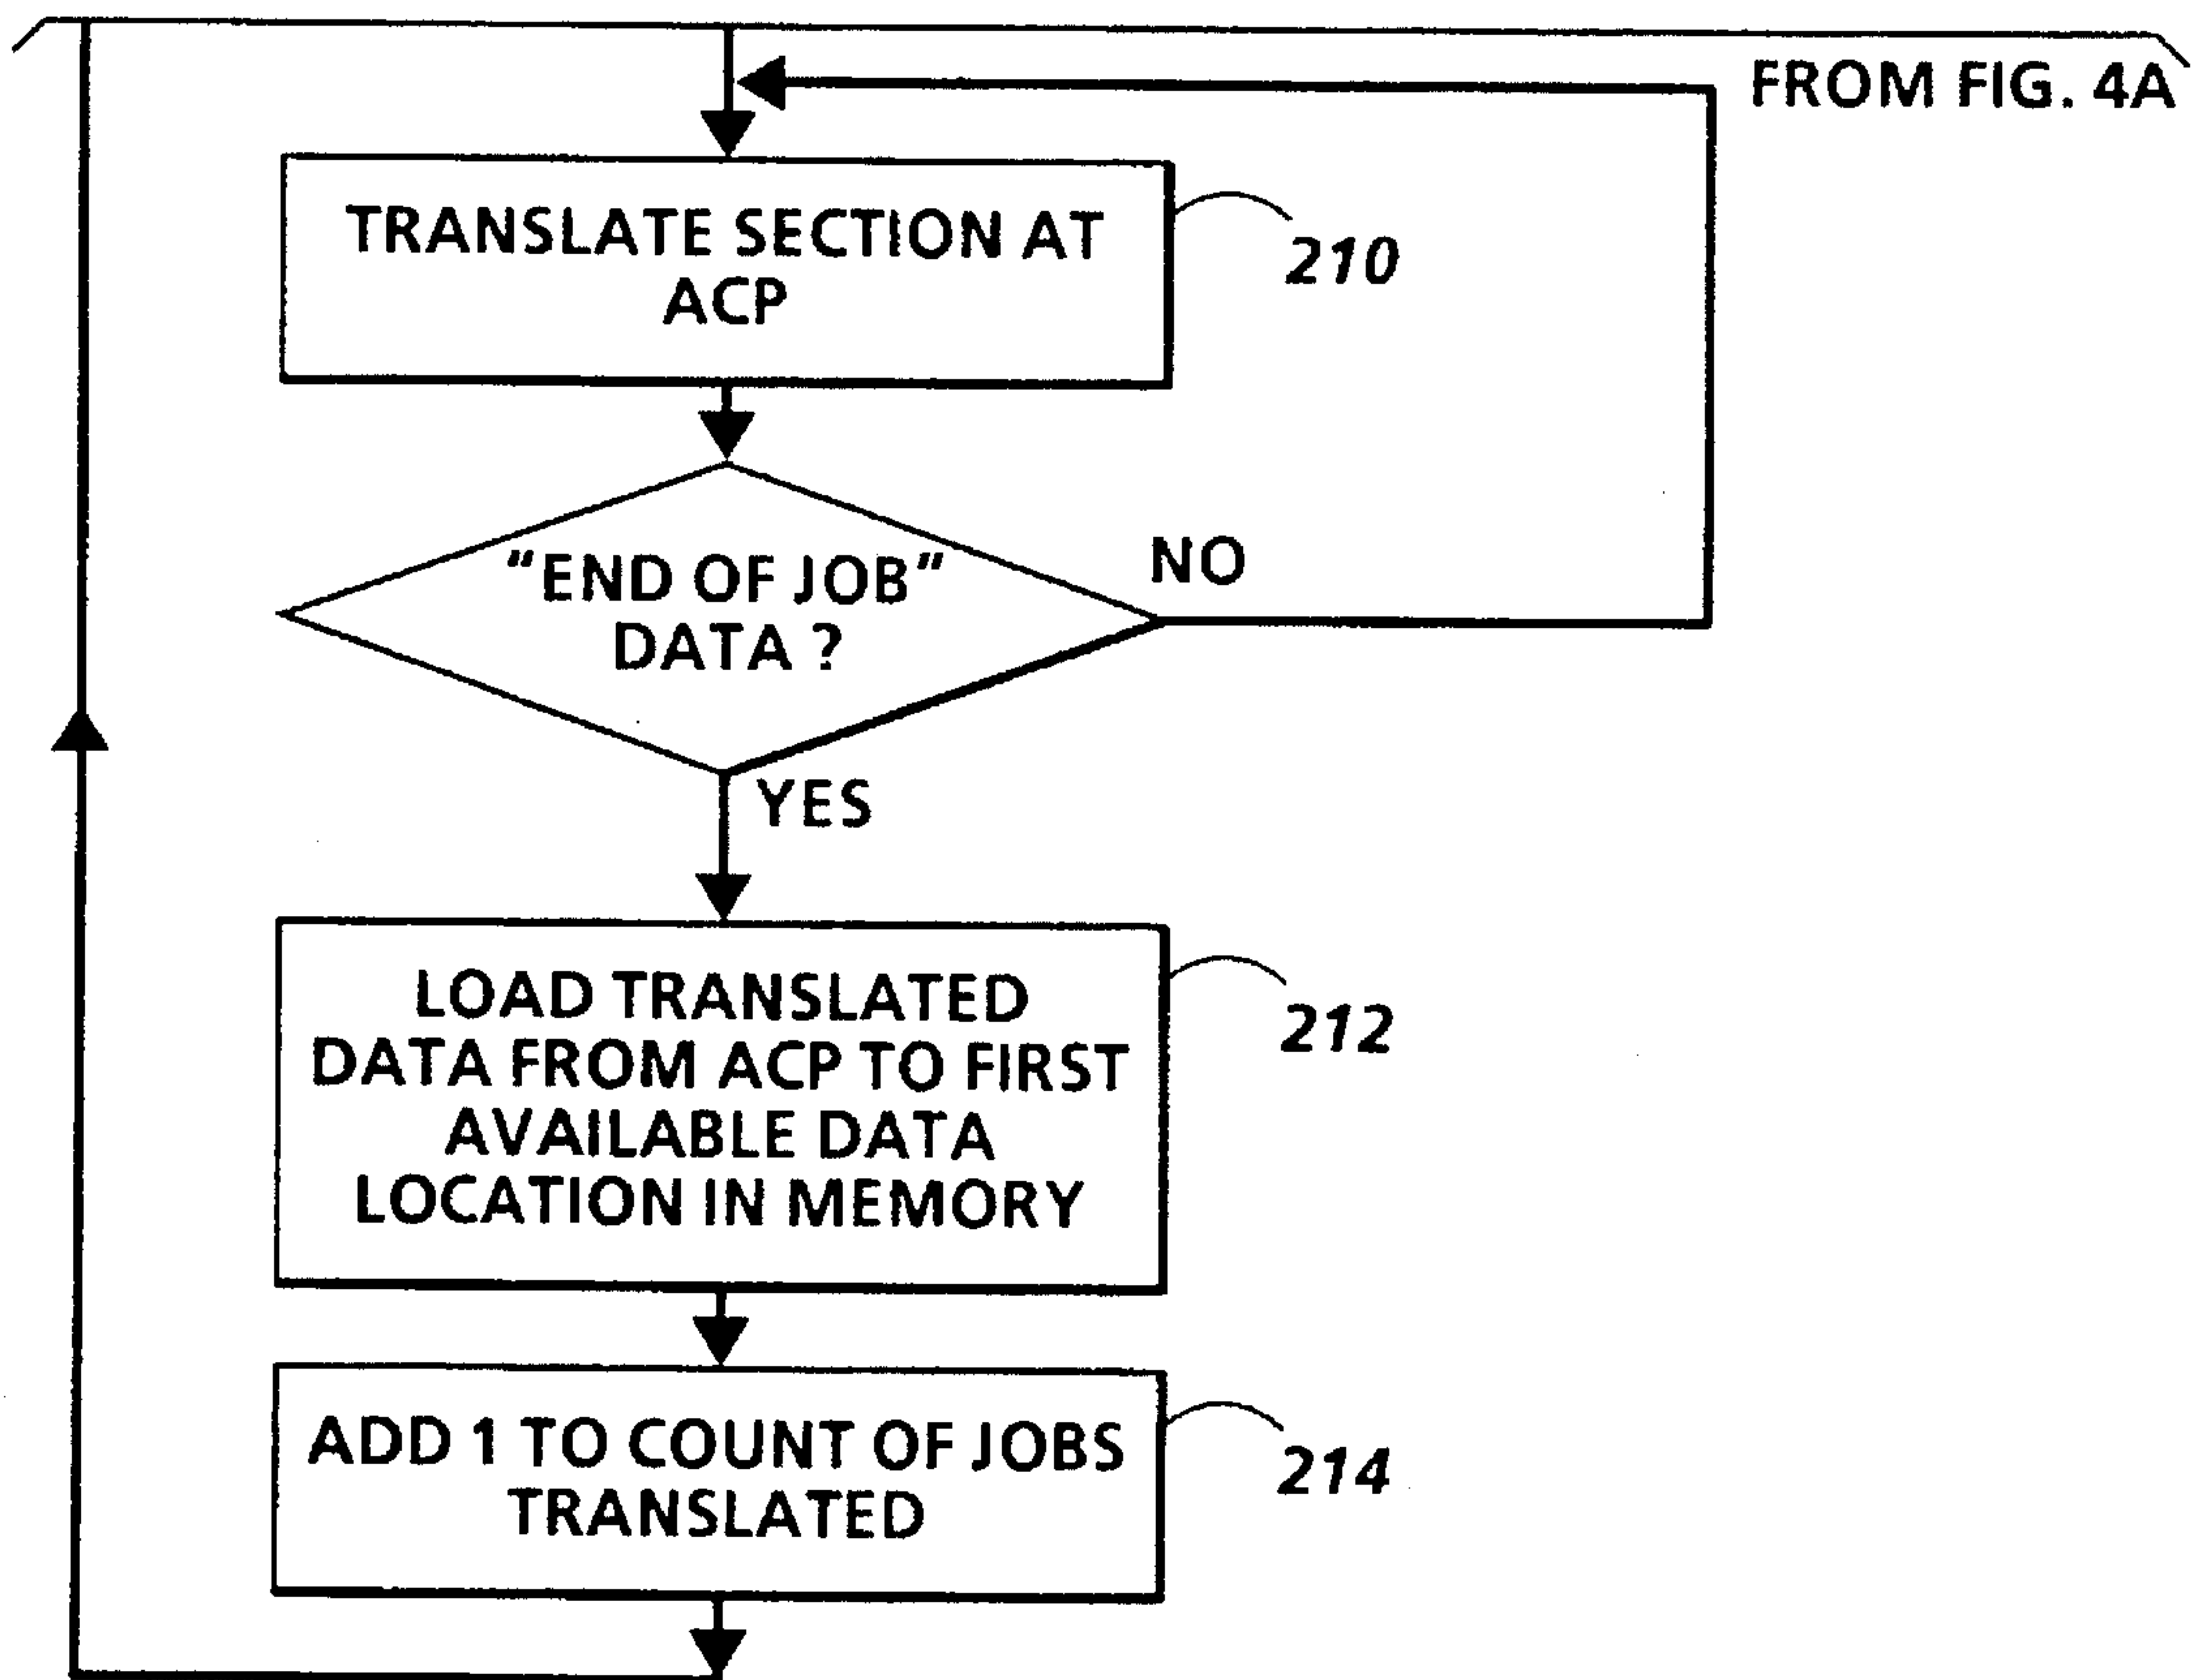 FROM FIG. 4A
TRANSLATE SECTION AT
ACP
210
"END OF JOB"
DATA ?
NO
YES
LOAD TRANSLATED
DATA FROM ACP TO FIRST
AVAILABLE DATA
LOCATION IN MEMORY
212
ADD 1 TO COUNT OF JOBS
TRANSLATED
214